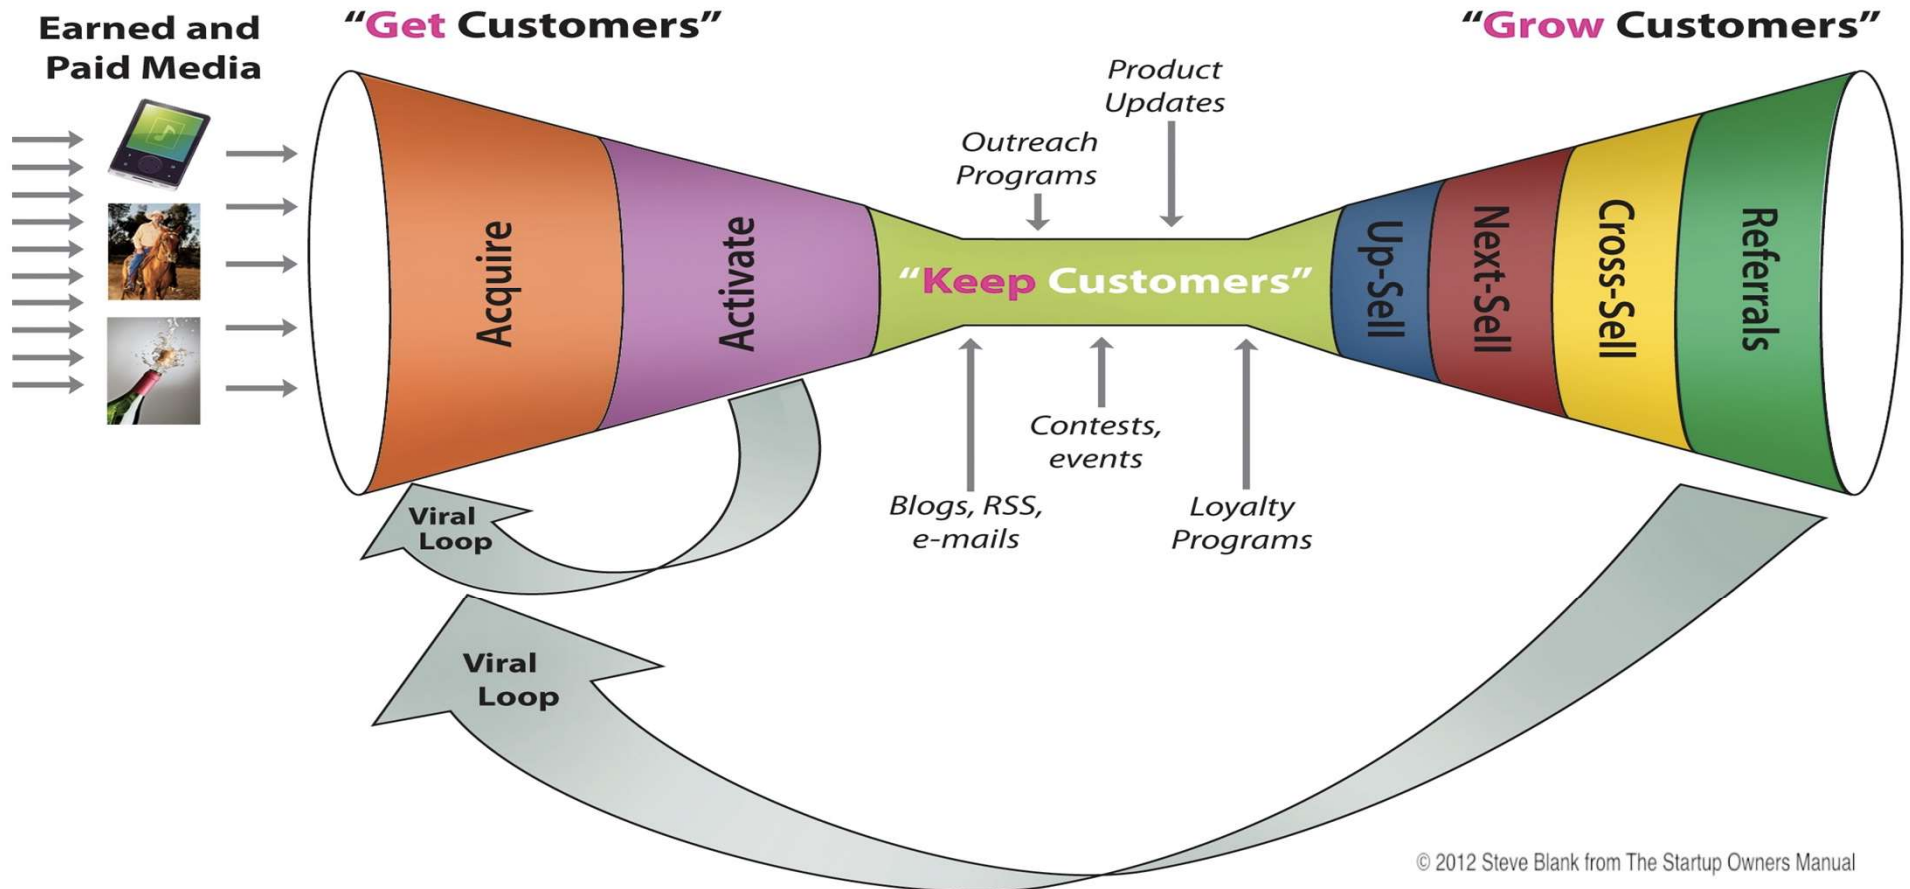 Earned and
Paid Media
“Get Customers”
“Grow Customers”
Product
Updates
Outreach
Programs
Acquire
Activate
“Keep Customers”
Up-Sell
Next-Sell
Cross-Sell
Referrals
Contests,
events
Blogs, RSS,
e-mails
Loyalty
Programs
Viral
Loop
Viral
Loop
© 2012 Steve Blank from The Startup Owners Manual